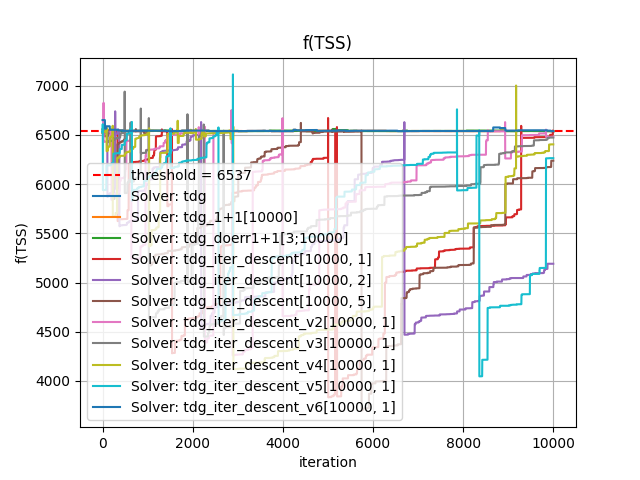 f(TSS)
7000
6500
6000
5500
5000
4500
4000
f(TSS)
threshold = 6537
Solver: tdg
Solver: tdg_1+1[10000]
Solver: tdg_doerr1+1[3;10000]
Solver: tdg_iter_descent[10000, 1]
Solver: tdg_iter_descent[10000, 2]
Solver: tdg_iter_descent[10000, 5]
Solver: tdg_iter_descent_v2[10000, 1]
Solver: tdg_iter_descent_v3[10000, 1]
Solver: tdg_iter_descent_v4[10000, 1]
Solver: tdg_iter_descent_v5[10000, 1]
Solver: tdg_iter_descent_v6[10000, 1]
0 2000 4000 6000 8000 10000
iteration